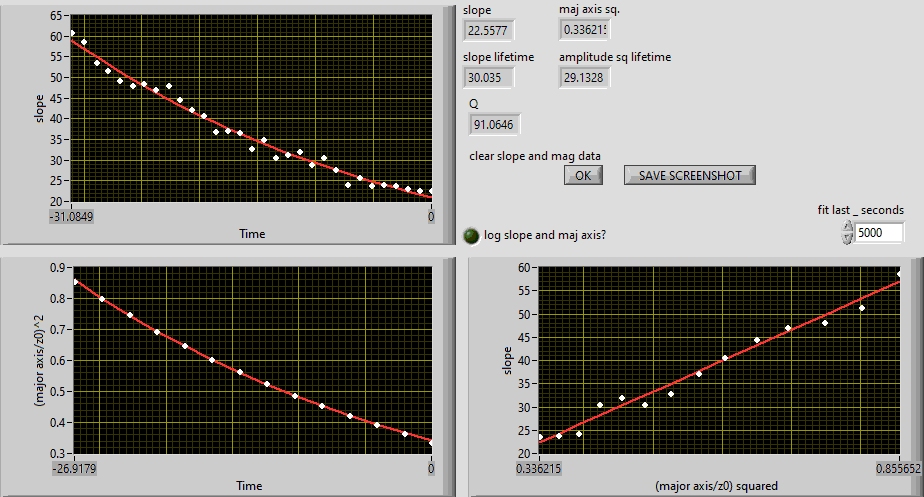 slope
22.5577
maj axis sq.
0.336215
slope lifetime
30.035
amplitude sq lifetime
29.1328
Q
91.0646
clear slope and mag data
OK
SAVE SCREENSHOT
fit last _ seconds
5000
log slope and maj axis?
65
60
55
50
45
40
35
30
25
20
slope
-31.0849
0
Time
0.9
0.8
0.7
0.6
0.5
0.4
0.3
(major axis/z0)^2
-26.9179
0
Time
60
55
50
45
40
35
30
25
20
slope
0.336215
0.855652
(major axis/z0) squared